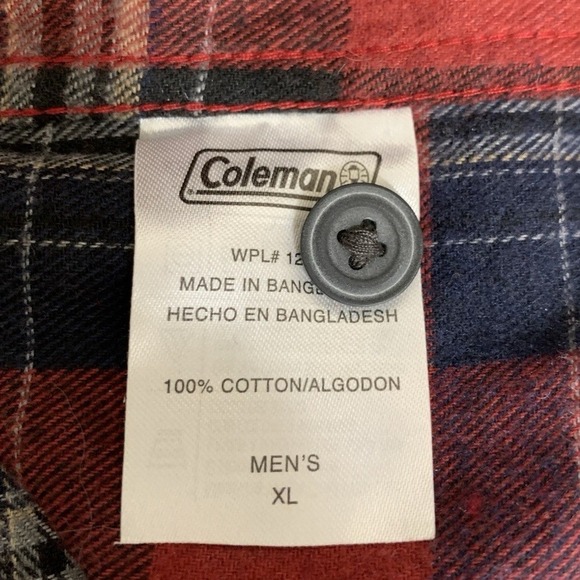 Coleman
WPL# 12
MADE IN BANG
HECHO EN BANGLADESH
100% COTTON/ALGODON
MEN'S
XL